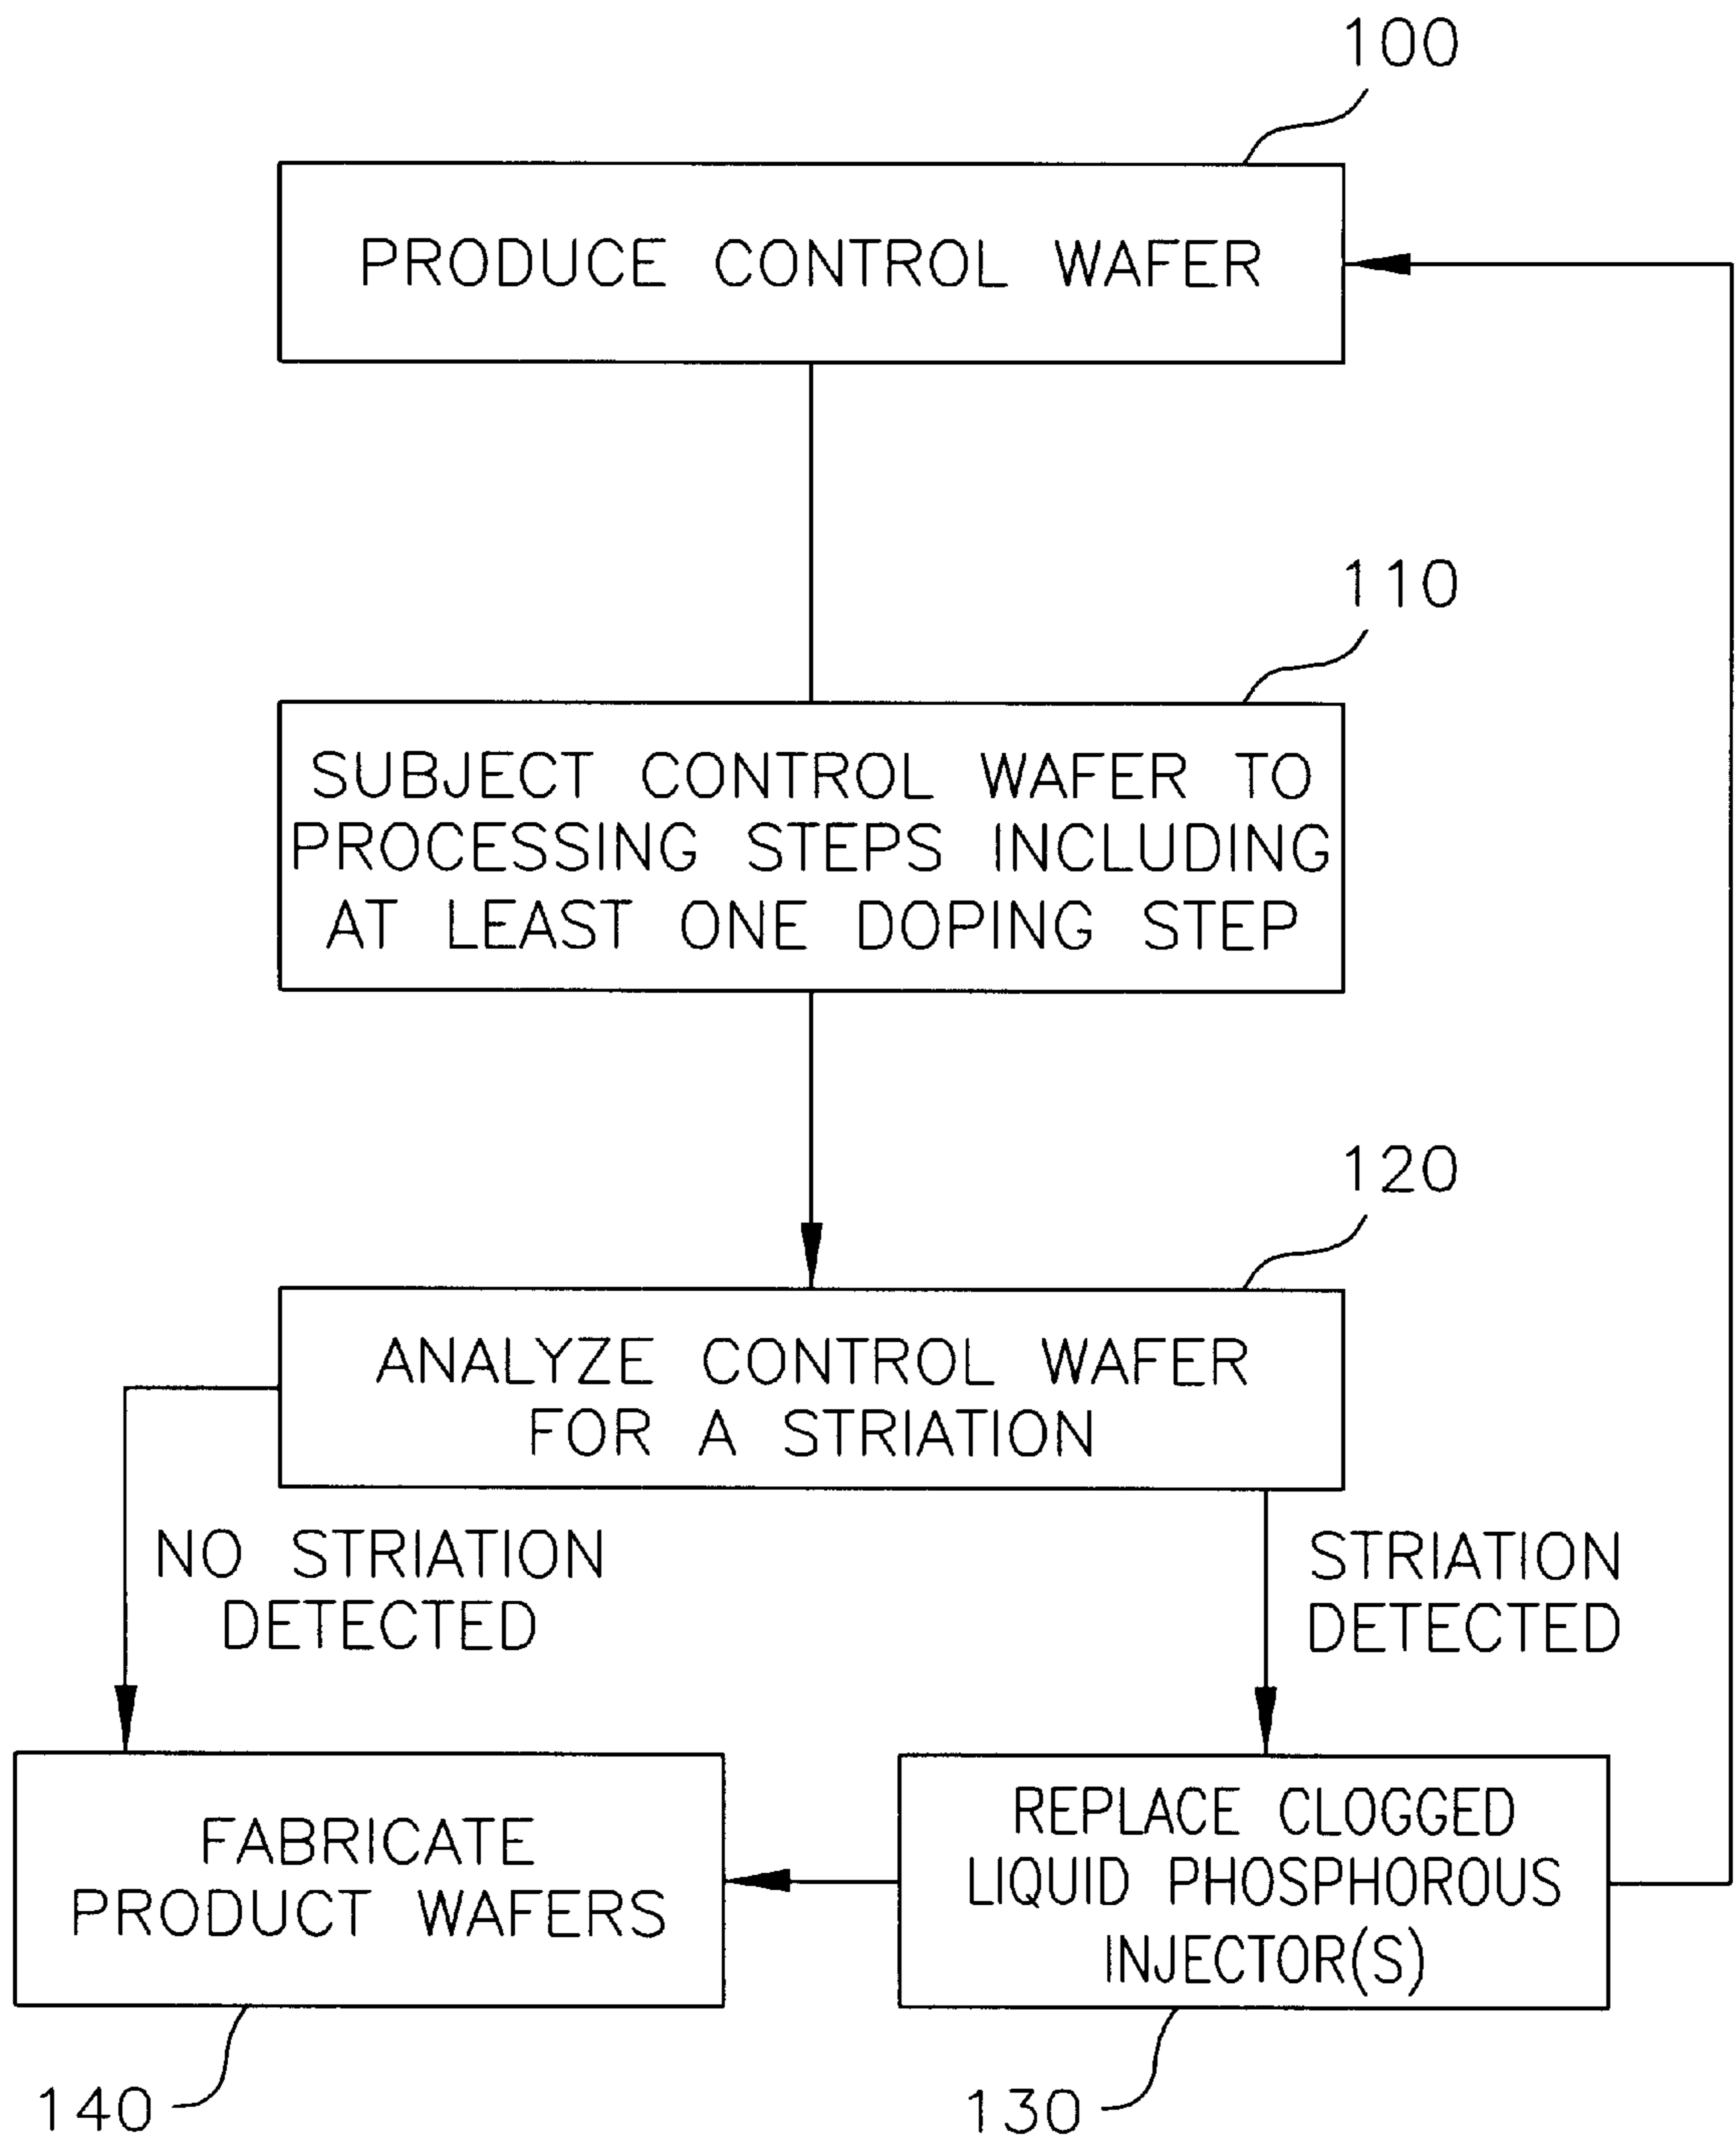 100
PRODUCE CONTROL WAFER
110
SUBJECT CONTROL WAFER TO
PROCESSING STEPS INCLUDING
AT LEAST ONE DOPING STEP
120
ANALYZE CONTROL WAFER
FOR A STRIATION
NO STRIATION
DETECTED
STRIATION
DETECTED
FABRICATE
PRODUCT WAFERS
REPLACE CLOGGED
LIQUID PHOSPHOROUS
INJECTOR(S)
140
130